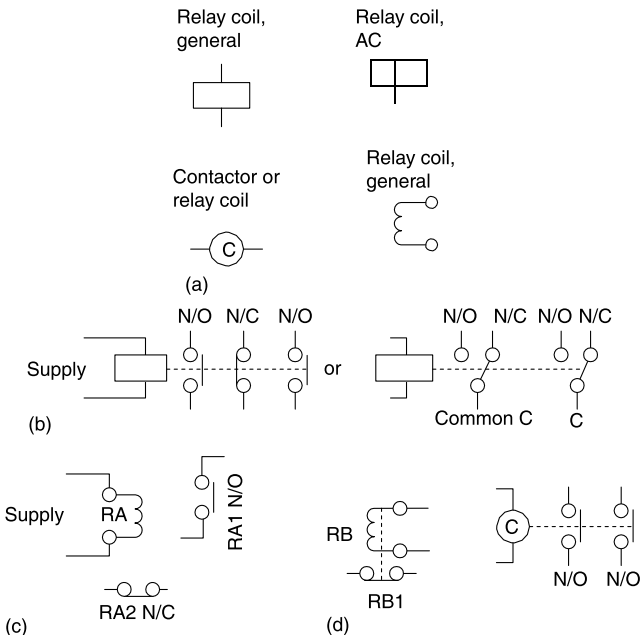 Relay coil,
general
Relay coil,
AC
Contactor or
relay coil
C
Relay coil,
general
(a)
N/O N/C N/O
Supply
or
N/O N/C N/O N/C
Common C C
(b)
Supply
RA
RA1 N/O
RA2 N/C
(c)
RB
RB1
C
N/O N/O
(d)